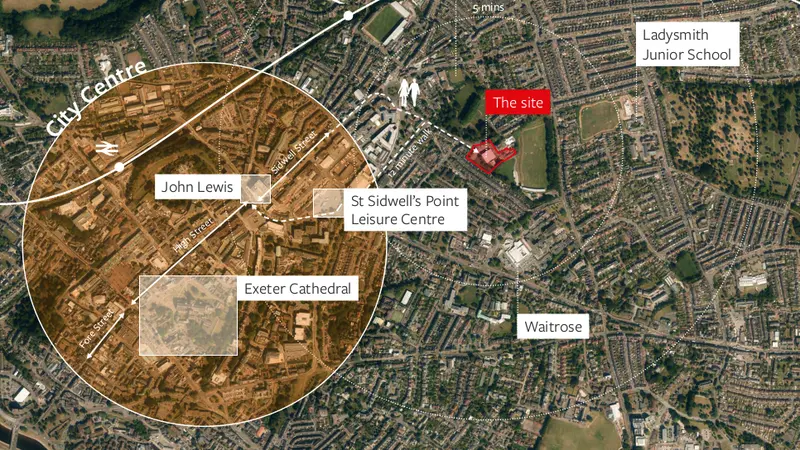 5 mins
Ladysmith
Junior School
City Centre
The site
Sidwell Street
12 minute walk
John Lewis
St Sidwell's Point
Leisure Centre
High Street
Exeter Cathedral
Fore Street
Waitrose